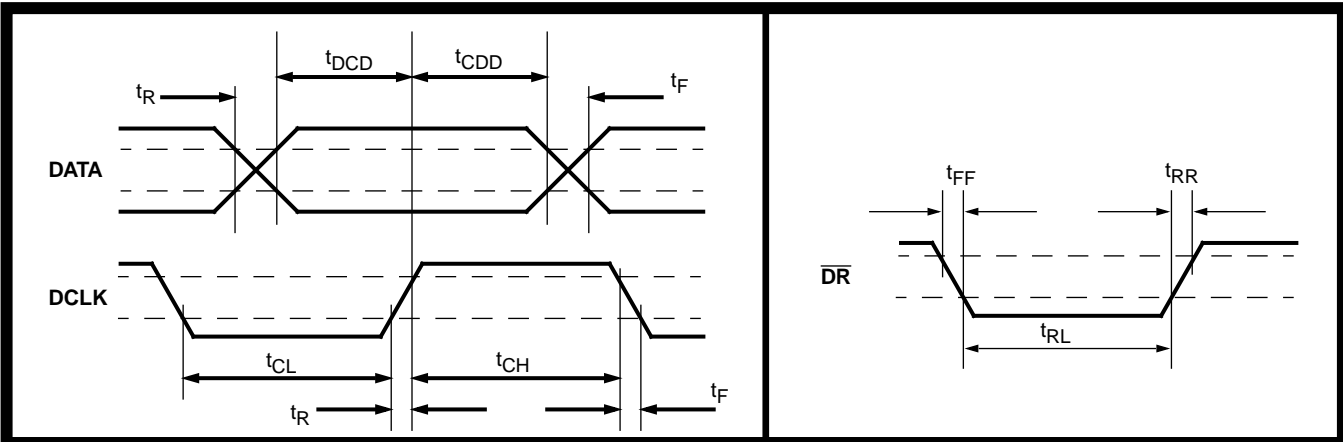 tDCD tCDD
tR tF
DATA
DCLK
tCL tCH
tR tF
tFF tRR
DR
tRL